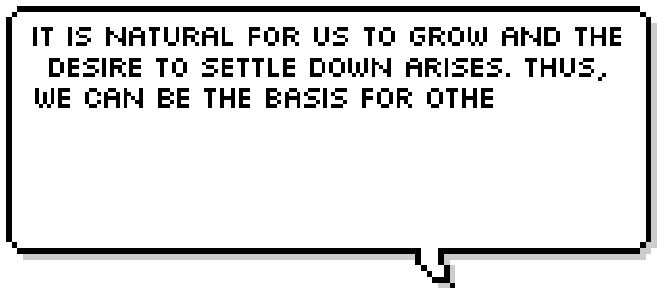 IT IS NATURAL FOR US TO GROW AND THE
DESIRE TO SETTLE DOWN ARISES. THUS,
WE CAN BE THE BASIS FOR OTHE